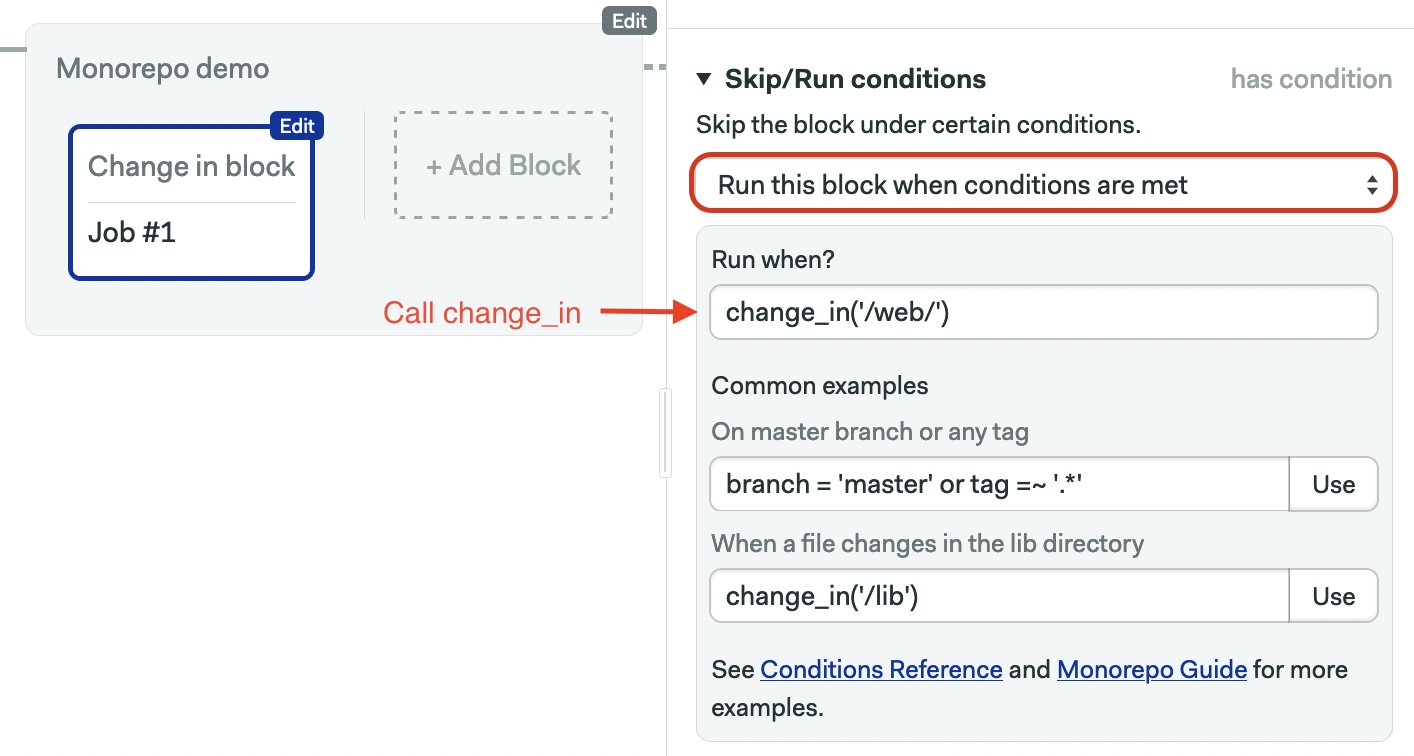 Edit
Monorepo demo
Edit
Change in block
+ Add Block
Job #1
Call change_in
Skip/Run conditions
has condition
Skip the block under certain conditions.
Run this block when conditions are met
Run when?
change_in('/web/')
Common examples
On master branch or any tag
branch = 'master' or tag =~ '.*'
Use
When a file changes in the lib directory
change_in('/lib')
Use
See Conditions Reference and Monorepo Guide for more
examples.